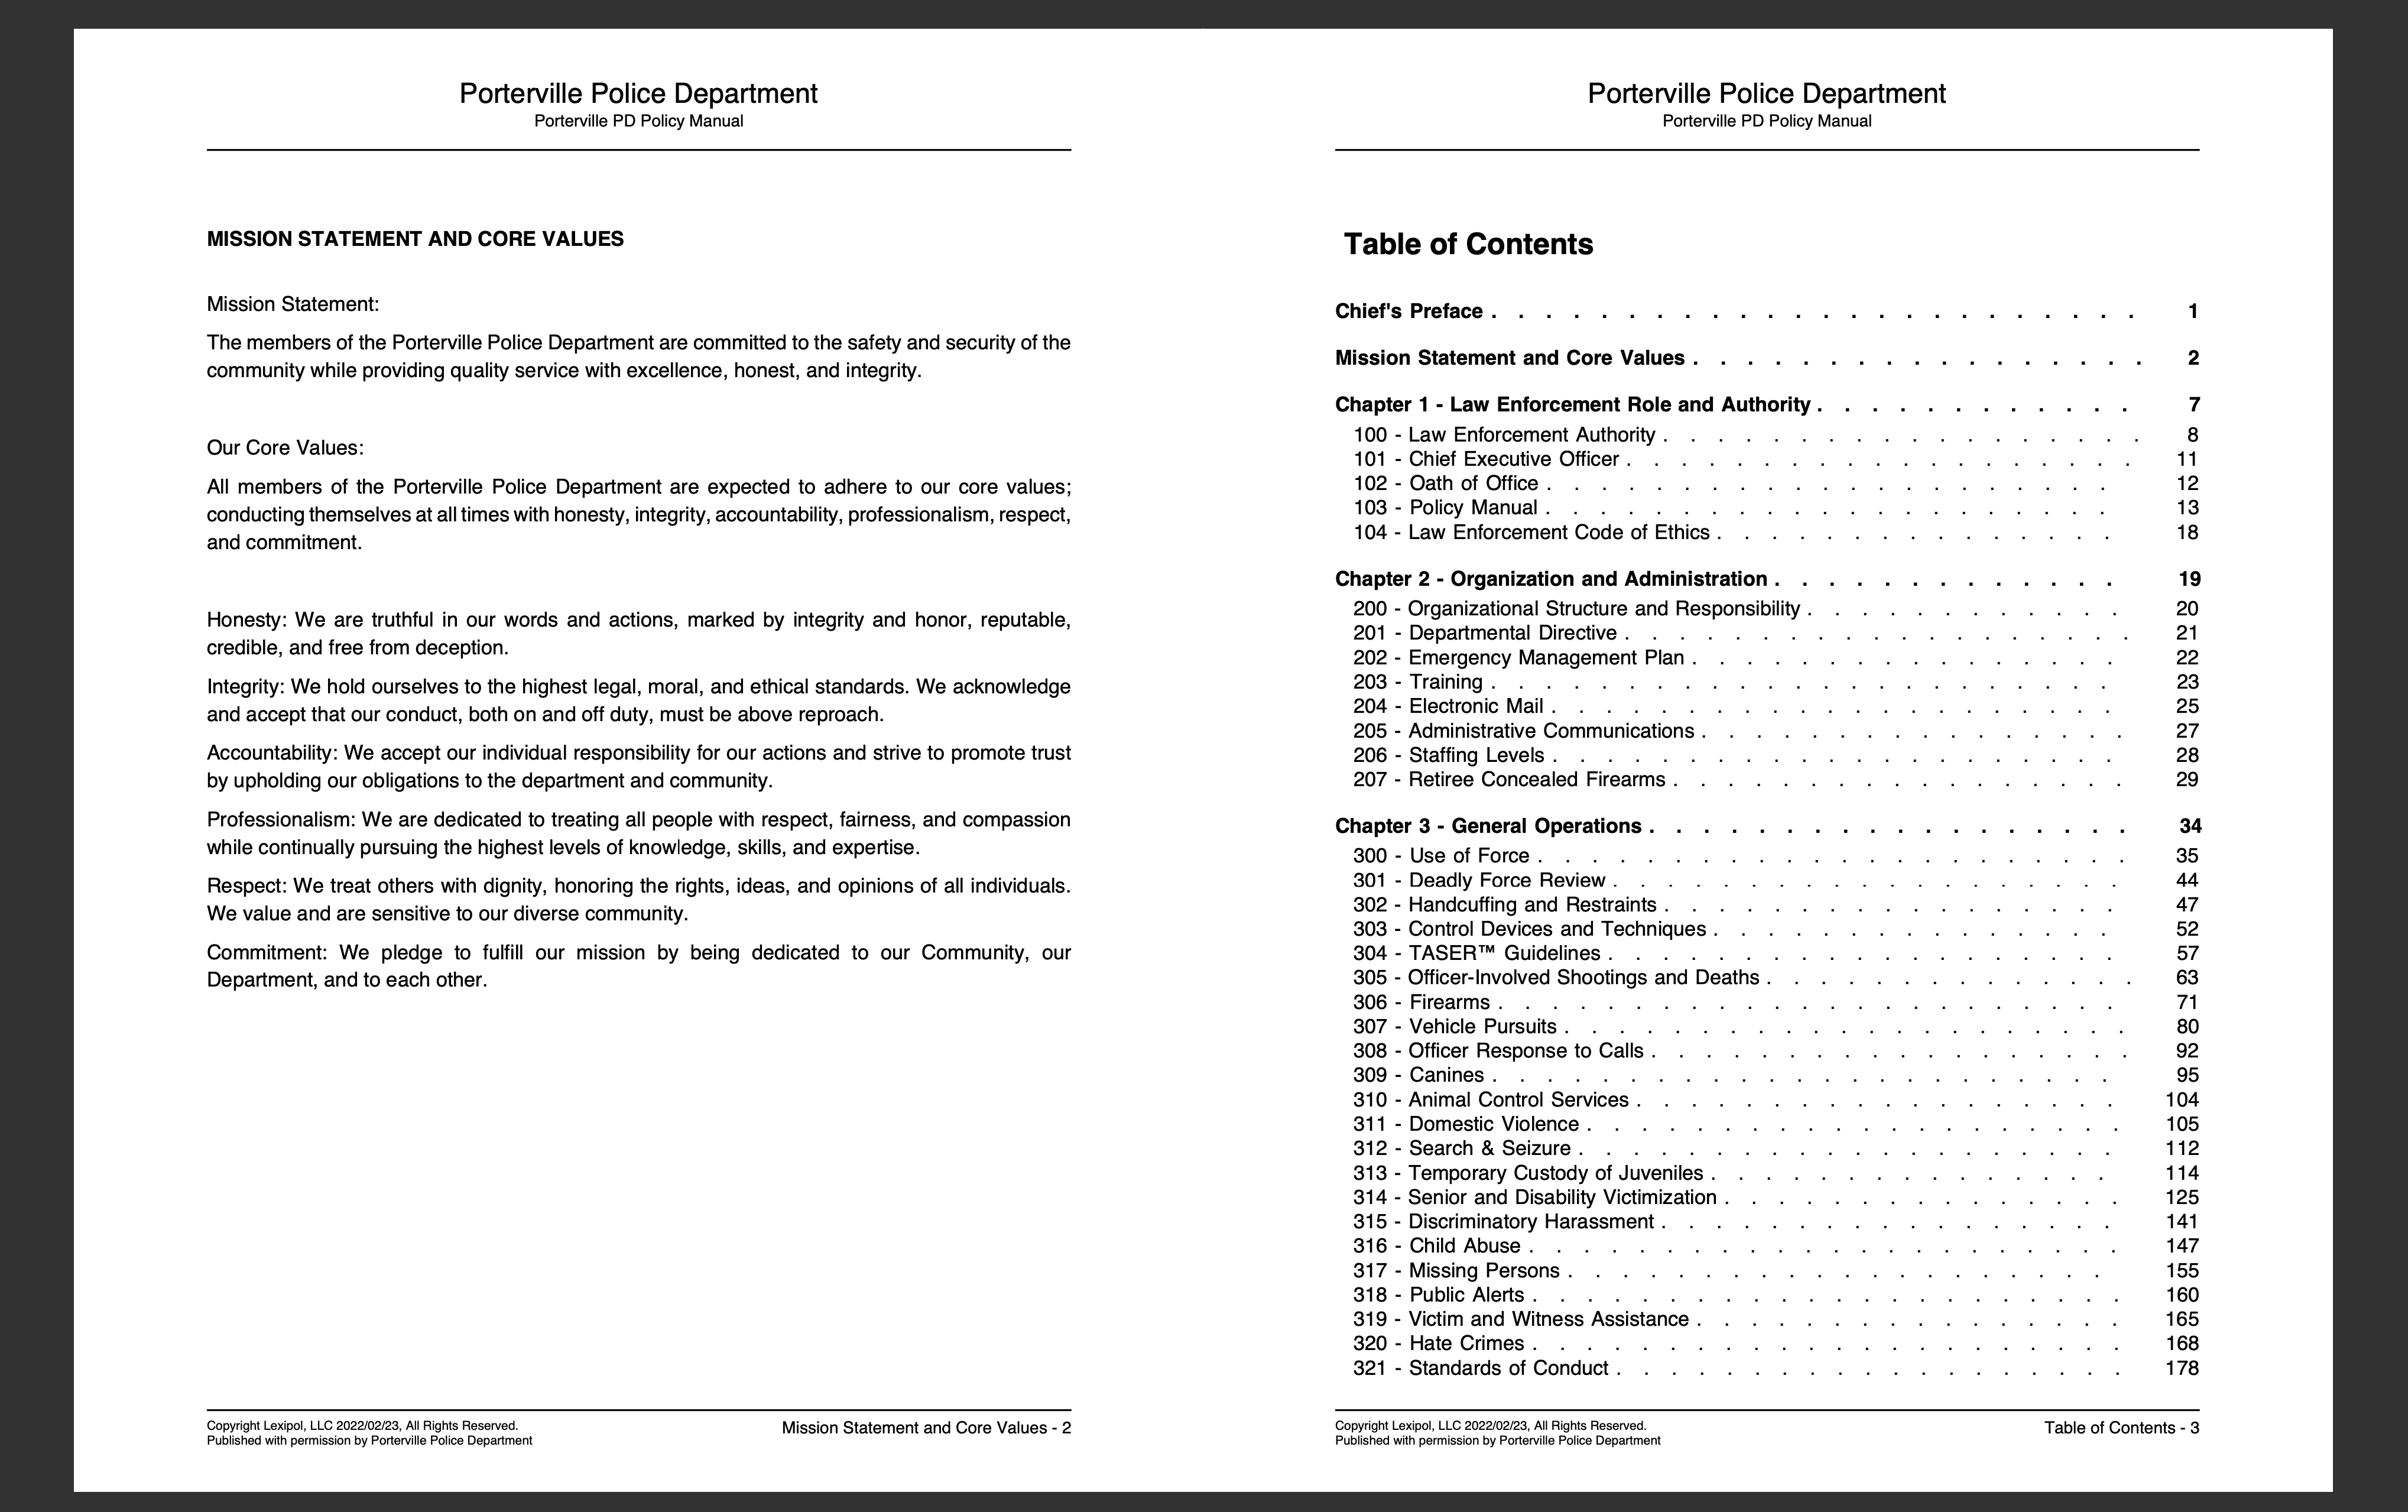 Porterville Police Department
Porterville PD Policy Manual
MISSION STATEMENT AND CORE VALUES
Mission Statement:
The members of the Porterville Police Department are committed to the safety and security of the
community while providing quality service with excellence, honest, and integrity.
Our Core Values:
All members of the Porterville Police Department are expected to adhere to our core values;
conducting themselves at all times with honesty, integrity, accountability, professionalism, respect,
and commitment.
Honesty: We are truthful in our words and actions, marked by integrity and honor, reputable,
credible, and free from deception.
Integrity: We hold ourselves to the highest legal, moral, and ethical standards. We acknowledge
and accept that our conduct, both on and off duty, must be above reproach.
Accountability: We accept our individual responsibility for our actions and strive to promote trust
by upholding our obligations to the department and community.
Professionalism: We are dedicated to treating all people with respect, fairness, and compassion
while continually pursuing the highest levels of knowledge, skills, and expertise.
Respect: We treat others with dignity, honoring the rights, ideas, and opinions of all individuals.
We value and are sensitive to our diverse community.
Commitment: We pledge to fulfill our mission by being dedicated to our Community, our
Department, and to each other.
Copyright Lexipol, LLC 2022/02/23, All Rights Reserved.
Published with permission by Porterville Police Department
Mission Statement and Core Values - 2
Porterville Police Department
Porterville PD Policy Manual
Table of Contents
Chief's Preface . . . . . . . . . . . . . . . . . . . . . . . . 1
Mission Statement and Core Values . . . . . . . . . . . . . . . . . 2
Chapter 1 - Law Enforcement Role and Authority . . . . . . . . . . . . 7
100 - Law Enforcement Authority . . . . . . . . . . . . . . . . . . 8
101 - Chief Executive Officer . . . . . . . . . . . . . . . . . . . 11
102 - Oath of Office . . . . . . . . . . . . . . . . . . . . . 12
103 - Policy Manual . . . . . . . . . . . . . . . . . . . . . 13
104 - Law Enforcement Code of Ethics . . . . . . . . . . . . . . . 18
Chapter 2 - Organization and Administration . . . . . . . . . . . . . 19
200 - Organizational Structure and Responsibility . . . . . . . . . . . . 20
201 - Departmental Directive . . . . . . . . . . . . . . . . . . . 21
202 - Emergency Management Plan . . . . . . . . . . . . . . . . 22
203 - Training . . . . . . . . . . . . . . . . . . . . . . . 23
204 - Electronic Mail . . . . . . . . . . . . . . . . . . . . . 25
205 - Administrative Communications . . . . . . . . . . . . . . . . 27
206 - Staffing Levels . . . . . . . . . . . . . . . . . . . . . 28
207 - Retiree Concealed Firearms . . . . . . . . . . . . . . . . . 29
Chapter 3 - General Operations . . . . . . . . . . . . . . . . . . 34
300 - Use of Force . . . . . . . . . . . . . . . . . . . . . . 35
301 - Deadly Force Review . . . . . . . . . . . . . . . . . . . 44
302 - Handcuffing and Restraints . . . . . . . . . . . . . . . . . 47
303 - Control Devices and Techniques . . . . . . . . . . . . . . . 52
304 - TASER™ Guidelines . . . . . . . . . . . . . . . . . . . 57
305 - Officer-Involved Shootings and Deaths . . . . . . . . . . . . . . 63
306 - Firearms . . . . . . . . . . . . . . . . . . . . . . . 71
307 - Vehicle Pursuits . . . . . . . . . . . . . . . . . . . . . 80
308 - Officer Response to Calls . . . . . . . . . . . . . . . . . . 92
309 - Canines . . . . . . . . . . . . . . . . . . . . . . . 95
310 - Animal Control Services . . . . . . . . . . . . . . . . . . 104
311 - Domestic Violence . . . . . . . . . . . . . . . . . . . . 105
312 - Search & Seizure . . . . . . . . . . . . . . . . . . . . 112
313 - Temporary Custody of Juveniles . . . . . . . . . . . . . . . 114
314 - Senior and Disability Victimization . . . . . . . . . . . . . . . 125
315 - Discriminatory Harassment . . . . . . . . . . . . . . . . . 141
316 - Child Abuse . . . . . . . . . . . . . . . . . . . . . . 147
317 - Missing Persons . . . . . . . . . . . . . . . . . . . . 155
318 - Public Alerts . . . . . . . . . . . . . . . . . . . . . . 160
319 - Victim and Witness Assistance . . . . . . . . . . . . . . . . 165
320 - Hate Crimes . . . . . . . . . . . . . . . . . . . . . . 168
321 - Standards of Conduct . . . . . . . . . . . . . . . . . . . 178
Copyright Lexipol, LLC 2022/02/23, All Rights Reserved.
Published with permission by Porterville Police Department
Table of Contents - 3